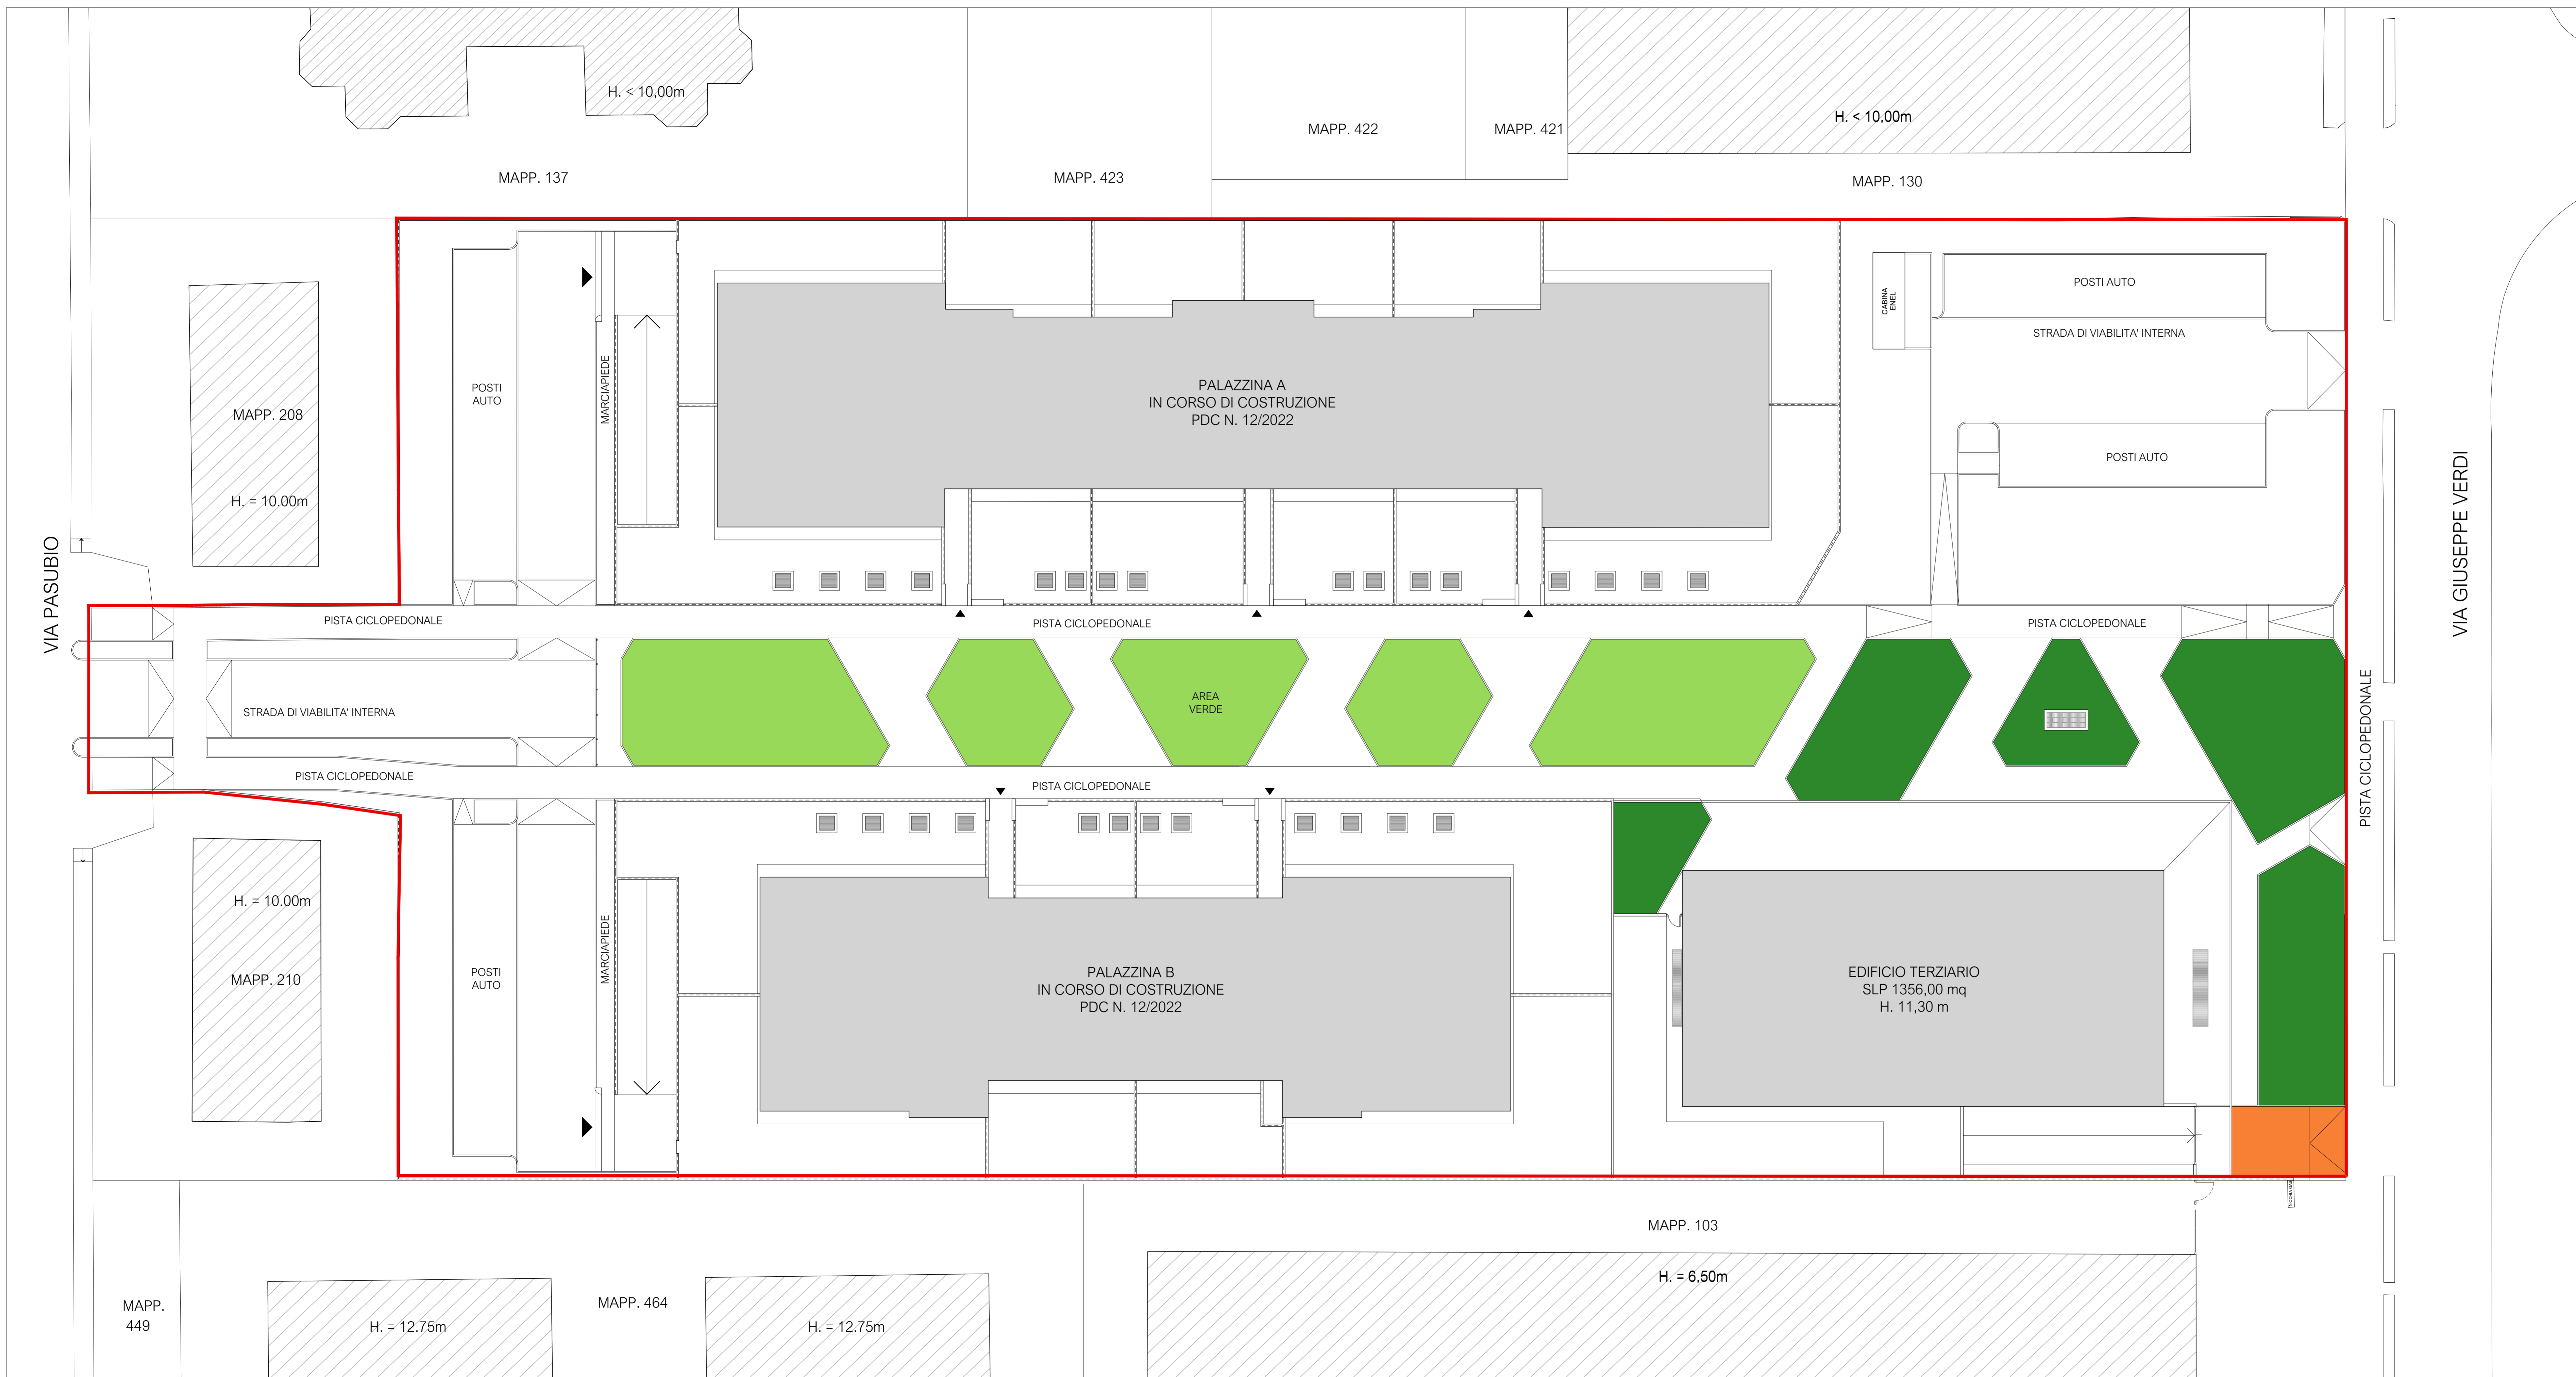 H. < 10,00m
H. < 10,00m
MAPP. 422
MAPP. 421
MAPP. 137
MAPP. 423
MAPP. 130
POSTI AUTO
CABINA
ENEL
STRADA DI VIABILITA' INTERNA
POSTI
AUTO
MARCIAPIEDE
PALAZZINA A
IN CORSO DI COSTRUZIONE
PDC N. 12/2022
MAPP. 208
H. = 10.00m
POSTI AUTO
VIA GIUSEPPE VERDI
VIA PASUBIO
PISTA CICLOPEDONALE
PISTA CICLOPEDONALE
PISTA CICLOPEDONALE
AREA
VERDE
STRADA DI VIABILITA' INTERNA
PISTA CICLOPEDONALE
PISTA CICLOPEDONALE
PISTA CICLOPEDONALE
H. = 10.00m
MAPP. 210
POSTI
AUTO
MARCIAPIEDE
PALAZZINA B
IN CORSO DI COSTRUZIONE
PDC N. 12/2022
EDIFICIO TERZIARIO
SLP 1356,00 mq
H. 11,30 m
NICCHIA GAS
MAPP. 103
H. = 6,50m
MAPP.
449
MAPP. 464
H. = 12.75m
H. = 12.75m